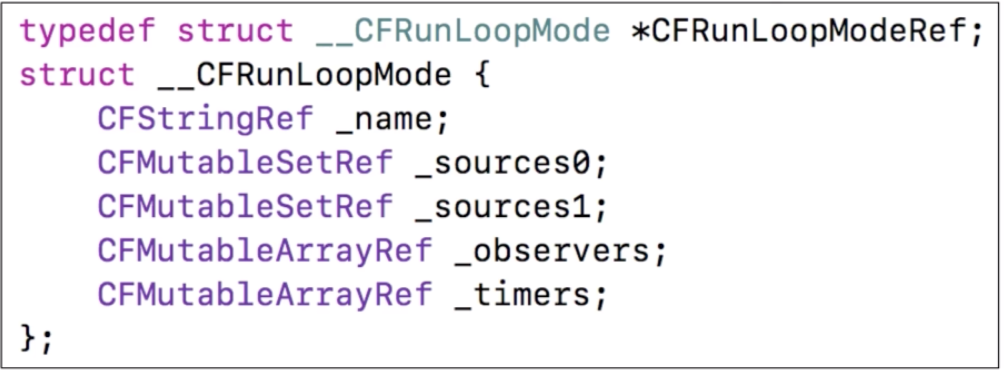 typedef struct __CFRunLoopMode *CFRunLoopModeRef;
struct __CFRunLoopMode {
    CFStringRef _name;
    CFMutableSetRef _sources0;
    CFMutableSetRef _sources1;
    CFMutableArrayRef _observers;
    CFMutableArrayRef _timers;
};